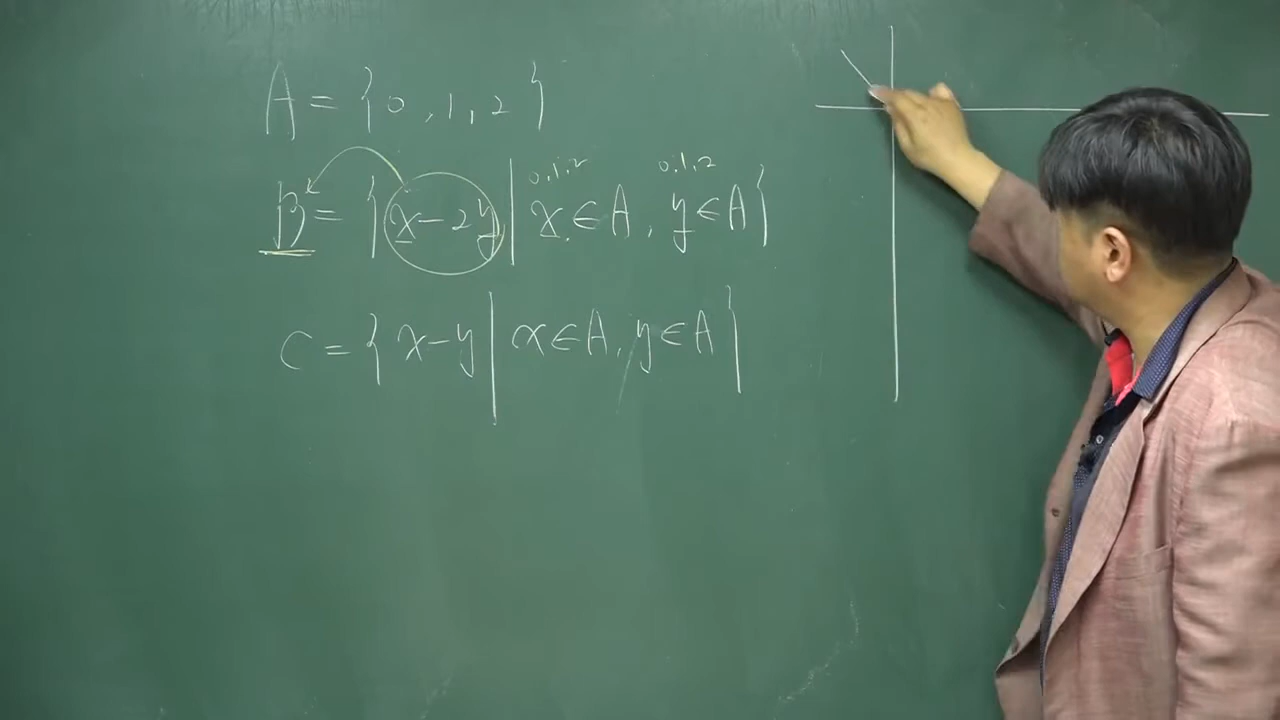 A = {0, 1, 2}
0,1,2 0,1,2
B = {x-2y | x∈A, y∈A}
C = {x-y | x∈A, y∈A}